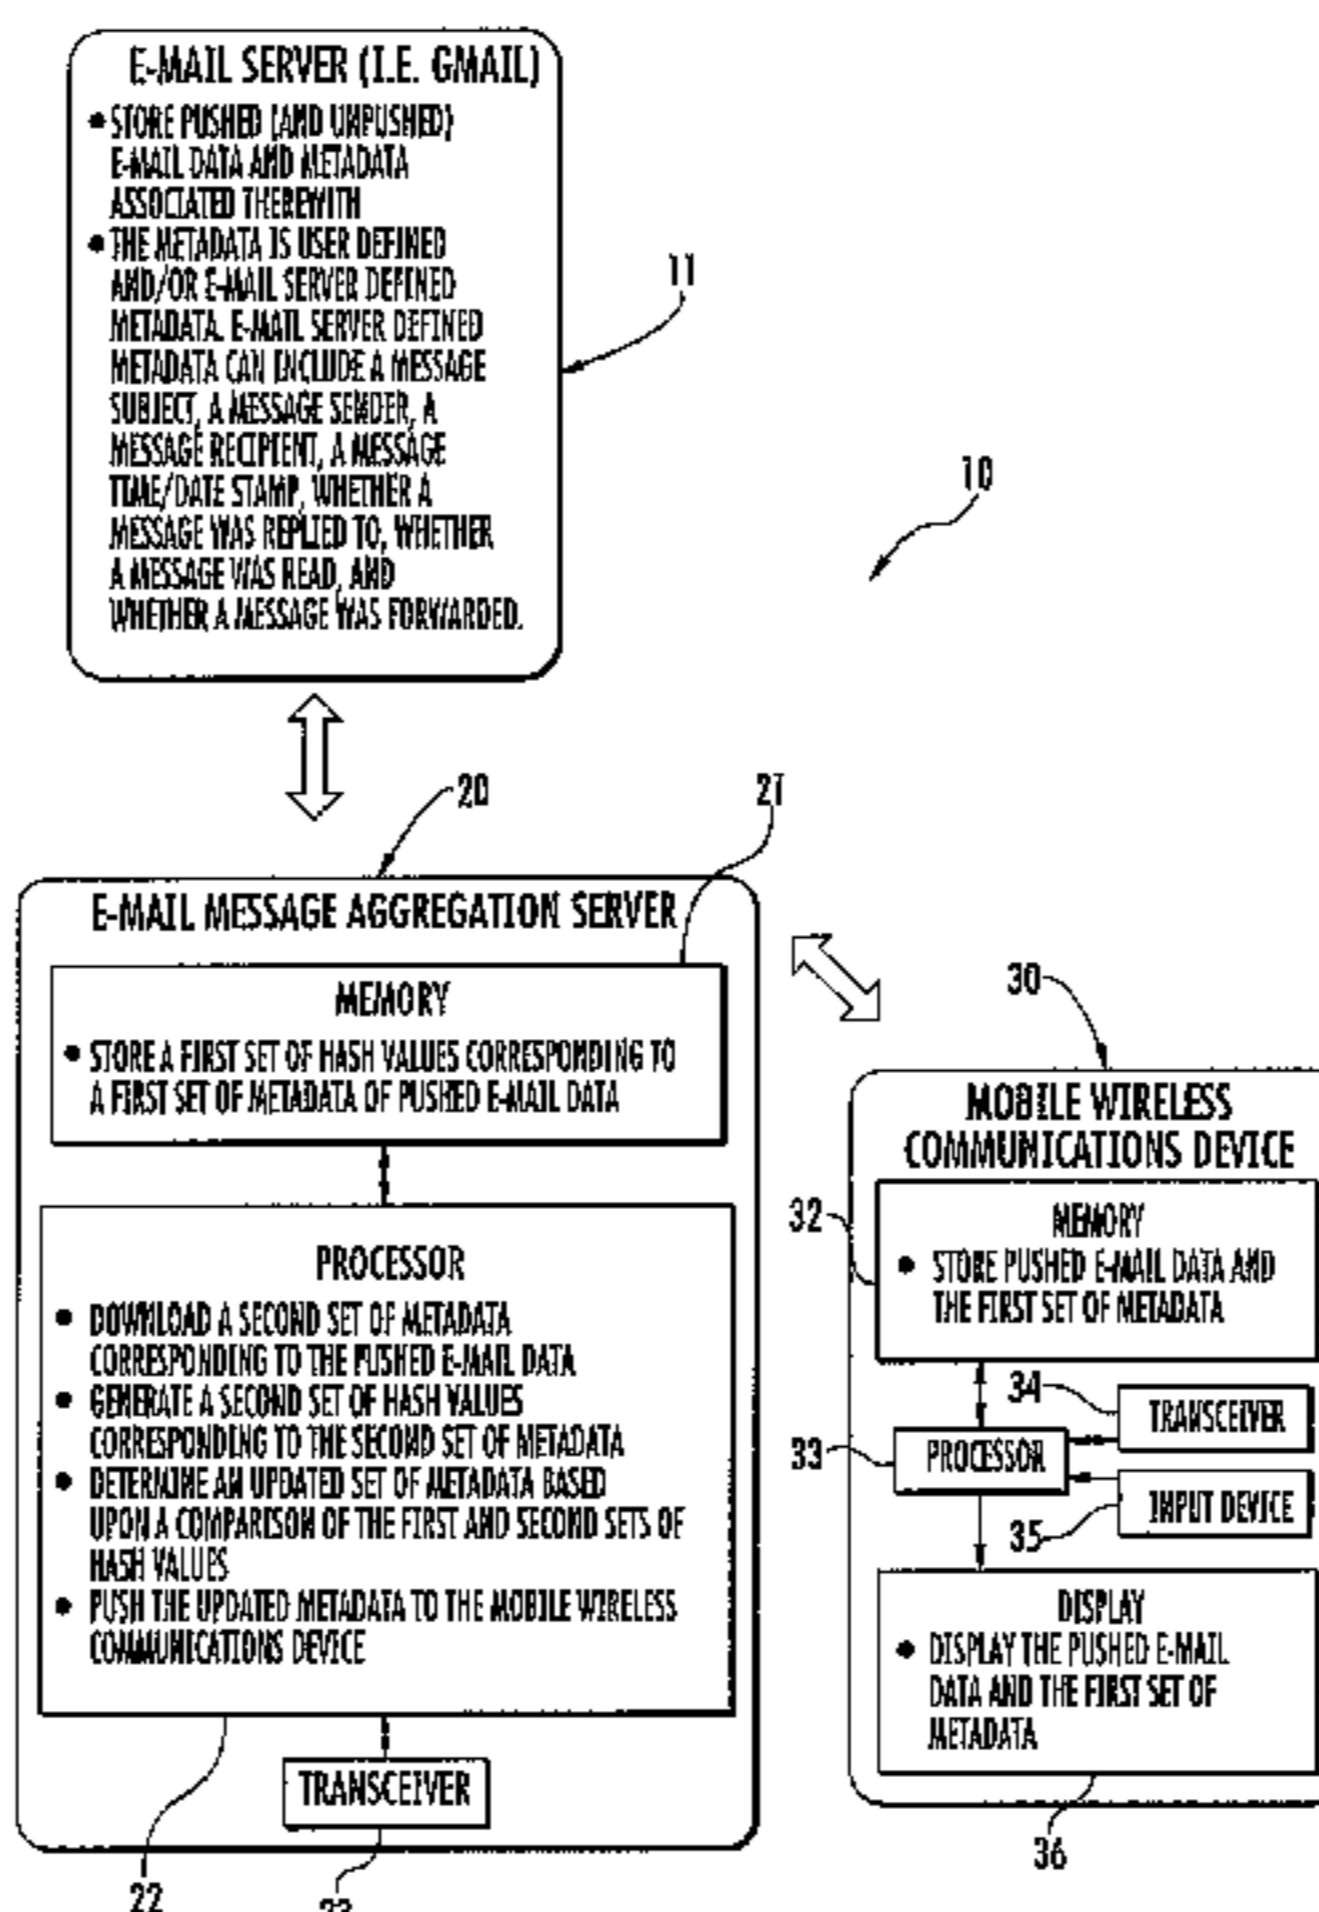 E-MAIL SERVER (I.E. GMAIL)
• STORE PUSHED (AND UNPUSHED)
E-MAIL DATA AND METADATA
ASSOCIATED THEREWITH
• THE METADATA IS USER DEFINED
AND/OR E-MAIL SERVER DEFINED
METADATA. E-MAIL SERVER DEFINED
METADATA CAN INCLUDE A MESSAGE
SUBJECT, A MESSAGE SENDER, A
MESSAGE RECIPIENT, A MESSAGE
TIME/DATE STAMP, WHETHER A
MESSAGE WAS REPLIED TO, WHETHER
A MESSAGE WAS READ, AND
WHETHER A MESSAGE WAS FORWARDED.
11
10
20
21
E-MAIL MESSAGE AGGREGATION SERVER
MEMORY
• STORE A FIRST SET OF HASH VALUES CORRESPONDING TO
A FIRST SET OF METADATA OF PUSHED E-MAIL DATA
PROCESSOR
• DOWNLOAD A SECOND SET OF METADATA
CORRESPONDING TO THE PUSHED E-MAIL DATA
• GENERATE A SECOND SET OF HASH VALUES
CORRESPONDING TO THE SECOND SET OF METADATA
• DETERMINE AN UPDATED SET OF METADATA BASED
UPON A COMPARISON OF THE FIRST AND SECOND SETS OF
HASH VALUES
• PUSH THE UPDATED METADATA TO THE MOBILE WIRELESS
COMMUNICATIONS DEVICE
TRANSCEIVER
22
23
30
MOBILE WIRELESS
COMMUNICATIONS DEVICE
32
MEMORY
• STORE PUSHED E-MAIL DATA AND
THE FIRST SET OF METADATA
34
TRANSCEIVER
33
PROCESSOR
35
INPUT DEVICE
DISPLAY
• DISPLAY THE PUSHED E-MAIL
DATA AND THE FIRST SET OF
METADATA
36